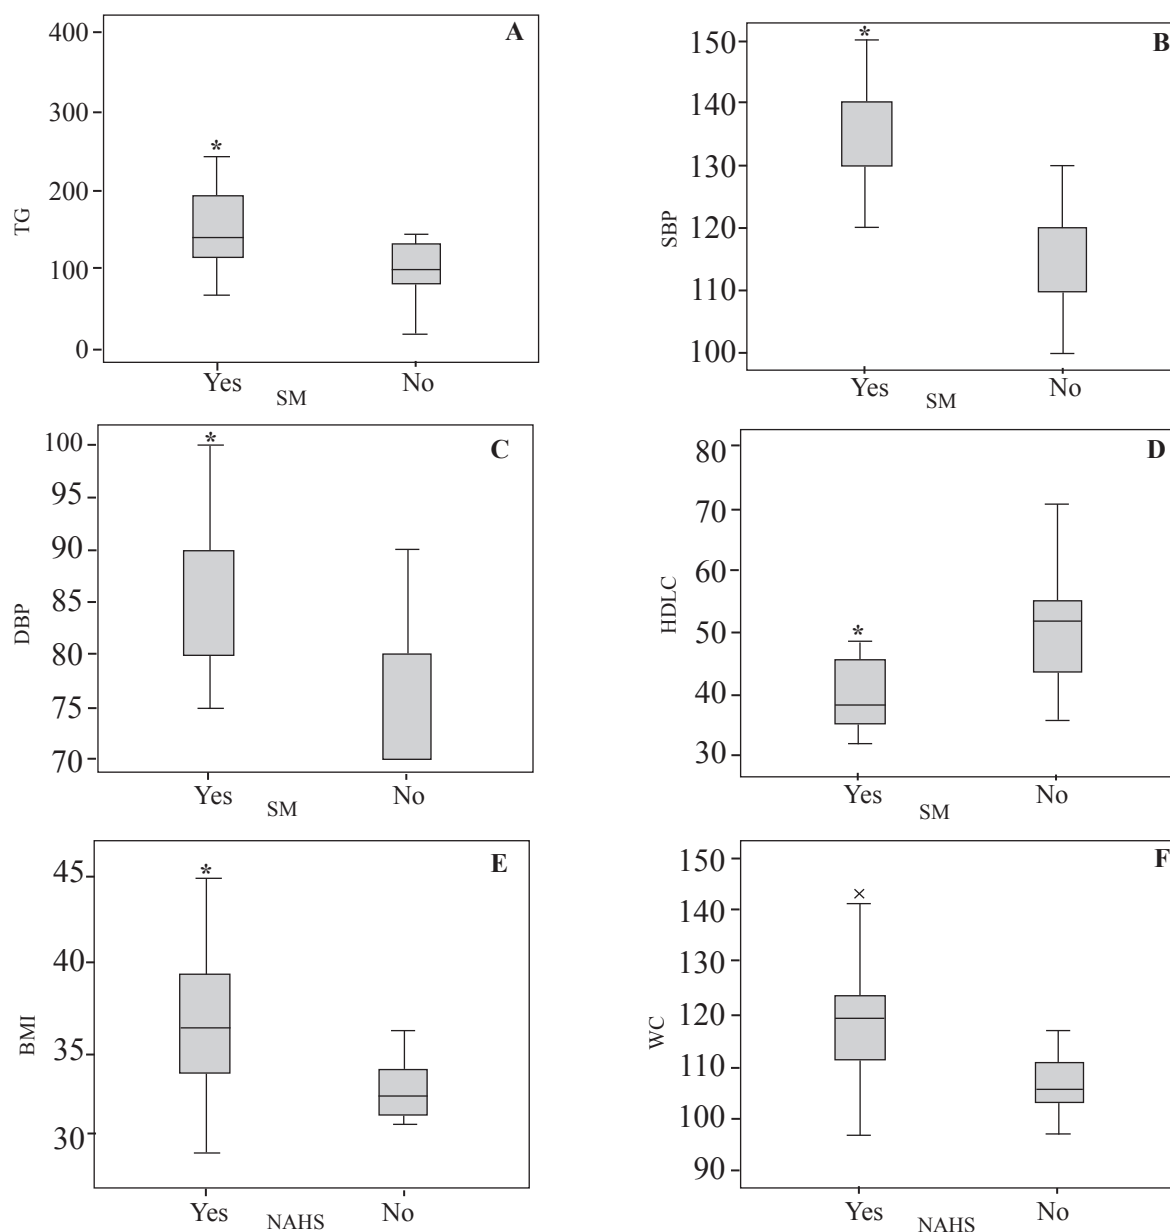 A
400
300
200
100
0
TG
*
Yes
No
SM
B
150
140
130
120
110
100
SBP
*
Yes
No
SM
C
100
95
90
85
80
75
70
DBP
*
Yes
No
SM
D
80
70
60
50
40
30
HDLC
*
Yes
No
SM
E
45
40
35
30
BMI
*
Yes
No
NAHS
F
150
140
130
120
110
100
90
WC
×
Yes
No
NAHS